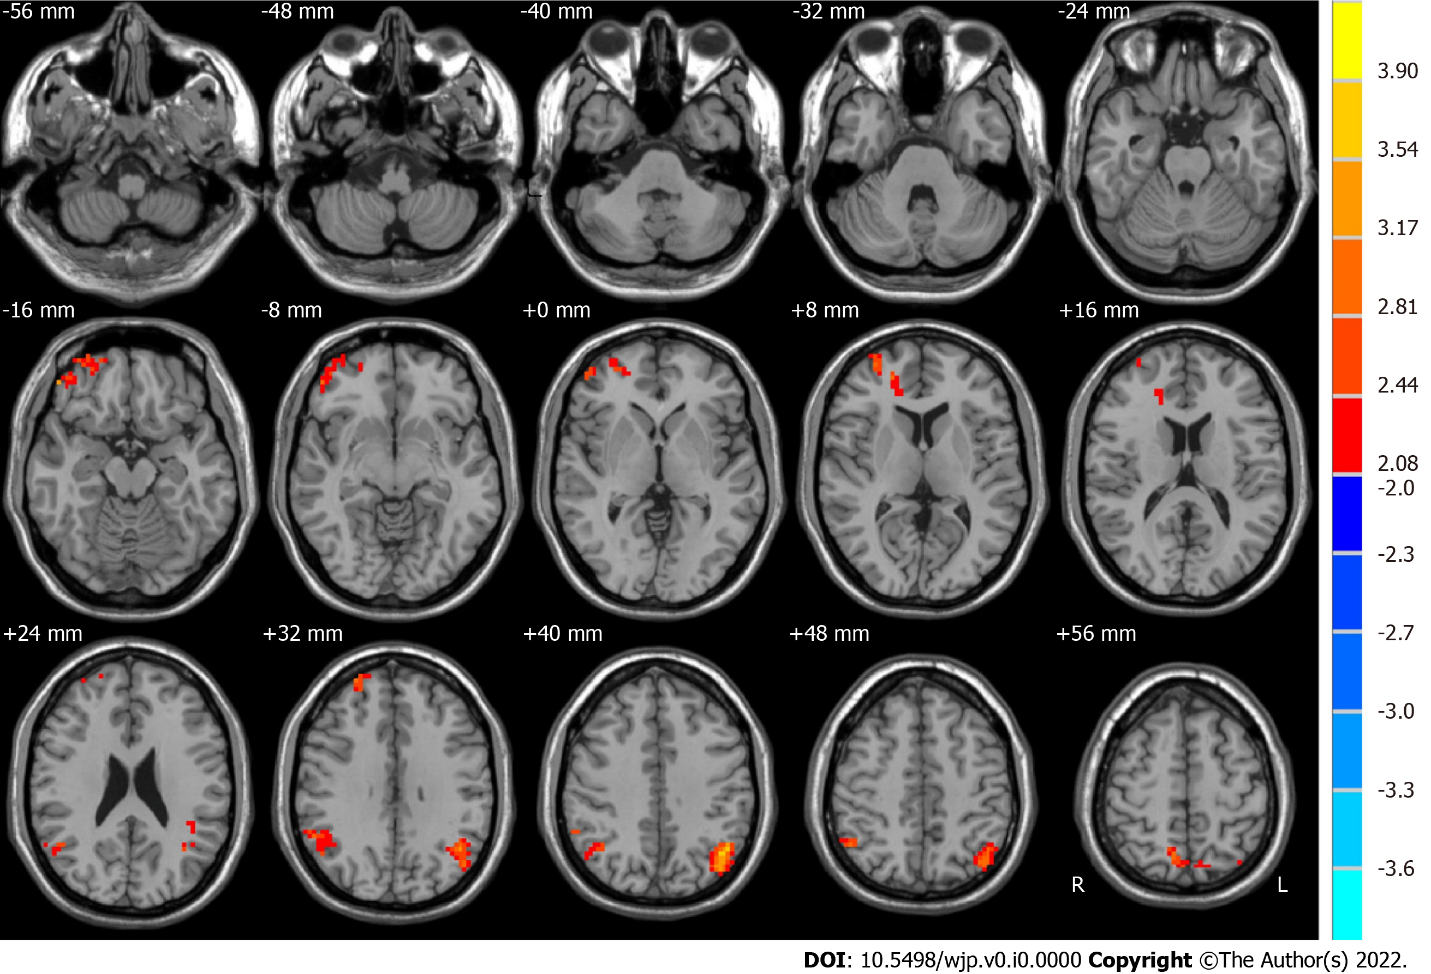 -56 mm
-48 mm
-40 mm
-32 mm
-24 mm
3.90
3.54
3.17
2.81
-16 mm
-8 mm
+0 mm
+8 mm
+16 mm
2.44
2.08
-2.0
-2.3
+24 mm
+32 mm
+40 mm
+48 mm
+56 mm
-2.7
-3.0
-3.3
-3.6
R
L
DOI: 10.5498/wjp.v0.i0.0000 Copyright ©The Author(s) 2022.